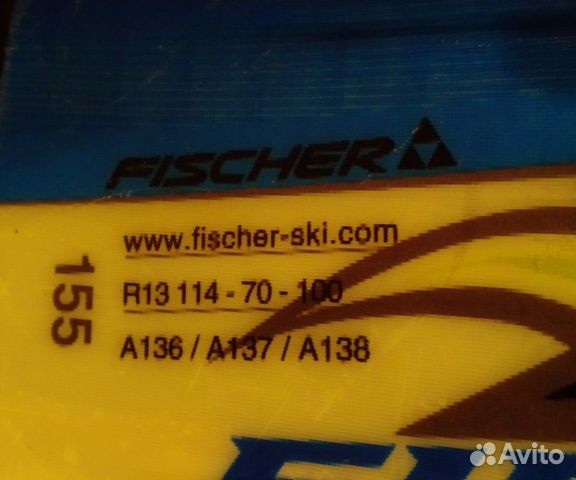 FISCHER
www.fischer-ski.com
155
R13 114 - 70 - 100
A136 / A137 / A138
Avito